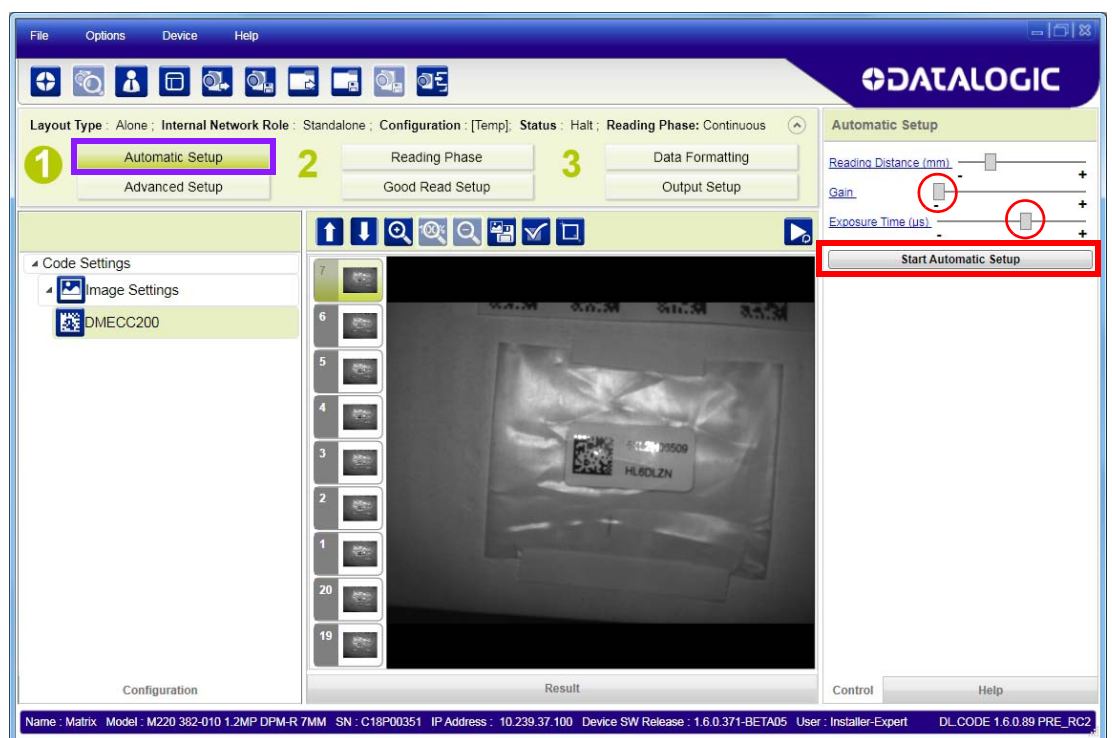 File Options Device Help
DATALOGIC
Layout Type : Alone ; Internal Network Role : Standalone ; Configuration : [Temp]; Status : Halt ; Reading Phase: Continuous
1 Automatic Setup 2 Reading Phase 3 Data Formatting
Advanced Setup Good Read Setup Output Setup
Automatic Setup
Reading Distance (mm) - +
Gain - +
Exposure Time (µs) - +
Start Automatic Setup
Code Settings
Image Settings
DMECC200
100%
7
6
5
4
3
2
1
20
19
HL6DLZN
Configuration Result Control Help
Name : Matrix Model : M220 382-010 1.2MP DPM-R 7MM SN : C18P00351 IP Address : 10.239.37.100 Device SW Release : 1.6.0.371-BETA05 User : Installer-Expert DL.CODE 1.6.0.89 PRE_RC2